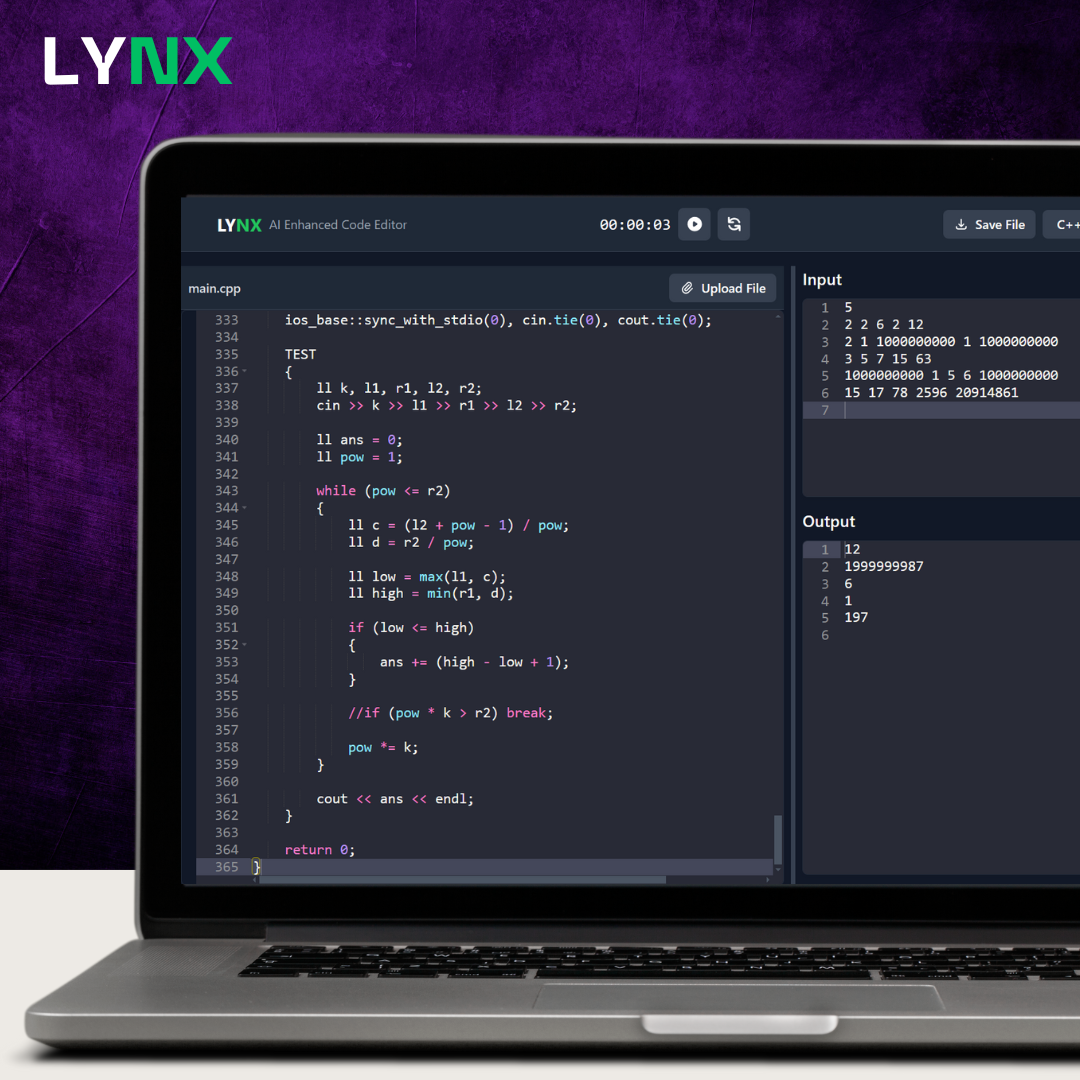 LYNX
LYNX AI Enhanced Code Editor
00:00:03
Save File
C++
main.cpp
Upload File
333 ios_base::sync_with_stdio(0), cin.tie(0), cout.tie(0);
334
335 TEST
336 {
337 ll k, l1, r1, l2, r2;
338 cin >> k >> l1 >> r1 >> l2 >> r2;
339
340 ll ans = 0;
341 ll pow = 1;
342
343 while (pow <= r2)
344 {
345 ll c = (l2 + pow - 1) / pow;
346 ll d = r2 / pow;
347
348 ll low = max(l1, c);
349 ll high = min(r1, d);
350
351 if (low <= high)
352 {
353 ans += (high - low + 1);
354 }
355
356 //if (pow * k > r2) break;
357
358 pow *= k;
359 }
360
361 cout << ans << endl;
362 }
363
364 return 0;
365 }
Input
1 5
2 2 2 6 2 12
3 2 1 1000000000 1 1000000000
4 3 5 7 15 63
5 1000000000 1 5 6 1000000000
6 15 17 78 2596 20914861
7
Output
1 12
2 1999999987
3 6
4 1
5 197
6